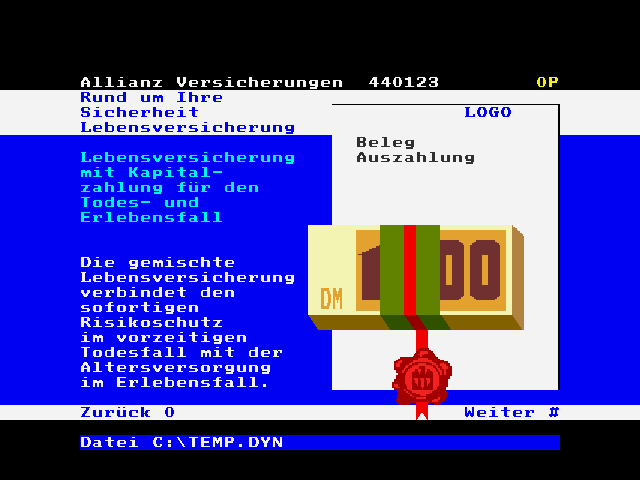 Allianz Versicherungen 440123 OP
Rund um Ihre
Sicherheit
Lebensversicherung
LOGO
Beleg
Auszahlung
Lebensversicherung
mit Kapital-
zahlung für den
Todes- und
Erlebensfall
Die gemischte
Lebensversicherung
verbindet den
sofortigen
Risikoschutz
im vorzeitigen
Todesfall mit der
Altersversorgung
im Erlebensfall.
DM
Zurück 0 Weiter #
Datei C:\TEMP.DYN